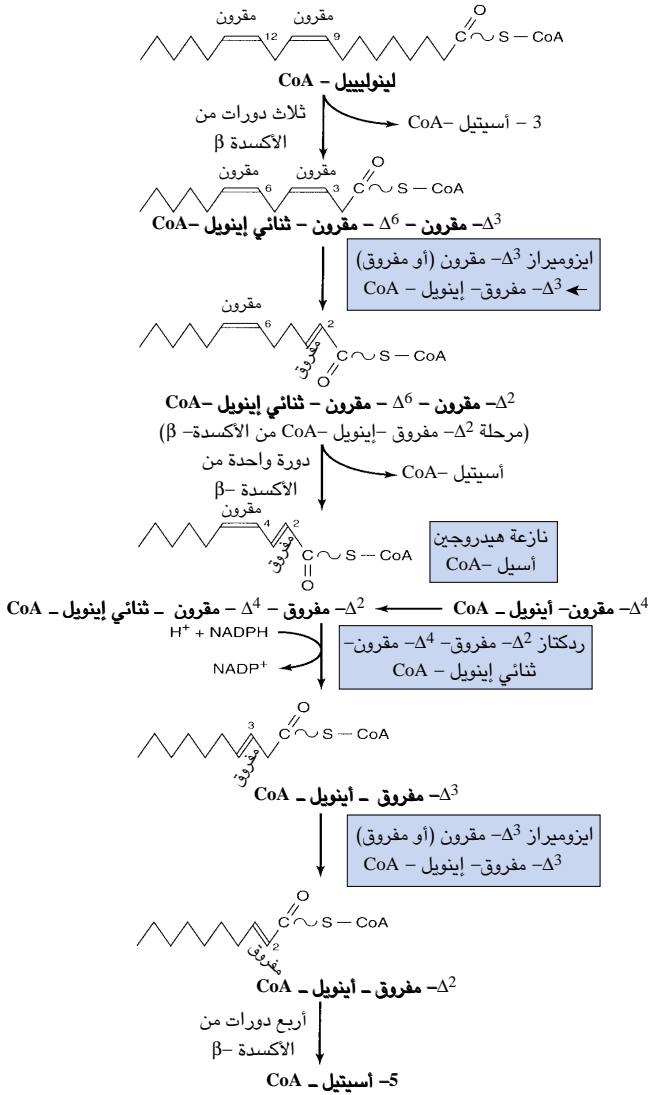 مقرون مقرون
12 9
O
C S — CoA
لينولييل – CoA
ثلاث دورات من
الأكسدة β
3 – أسيتيل –CoA
مقرون مقرون
6 3
O
C S — CoA
Δ3– مقرون – Δ6 – مقرون – ثنائي إينويل –CoA
ايزوميراز Δ3– مقرون (أو مفروق)
← Δ3– مفروق– إينويل – CoA
مقرون
6 2
مفروق
C S — CoA
O
Δ2– مقرون – Δ6 – مقرون – ثنائي إينويل –CoA
(مرحلة Δ2– مفروق –إينويل –CoA من الأكسدة– β)
دورة واحدة من
الأكسدة –β
أسيتيل –CoA
مقرون
4 2
مفروق
C S — CoA
O
نازعة هيدروجين
أسيل –CoA
Δ4– مقرون– أينويل – CoA ← Δ2– مفروق – Δ4 – مقرون – ثنائي إينويل – CoA
H+ + NADPH
NADP+
ردكتاز Δ2– مفروق– Δ4– مقرون–
ثنائي إينويل – CoA
O
3
C S — CoA
مفروق
Δ3– مفروق – أينويل – CoA
ايزوميراز Δ3– مقرون (أو مفروق)
Δ3– مفروق– إينويل – CoA
O
C S — CoA
2
مفروق
Δ2– مفروق – أينويل – CoA
أربع دورات من
الأكسدة –β
5– أسيتيل – CoA